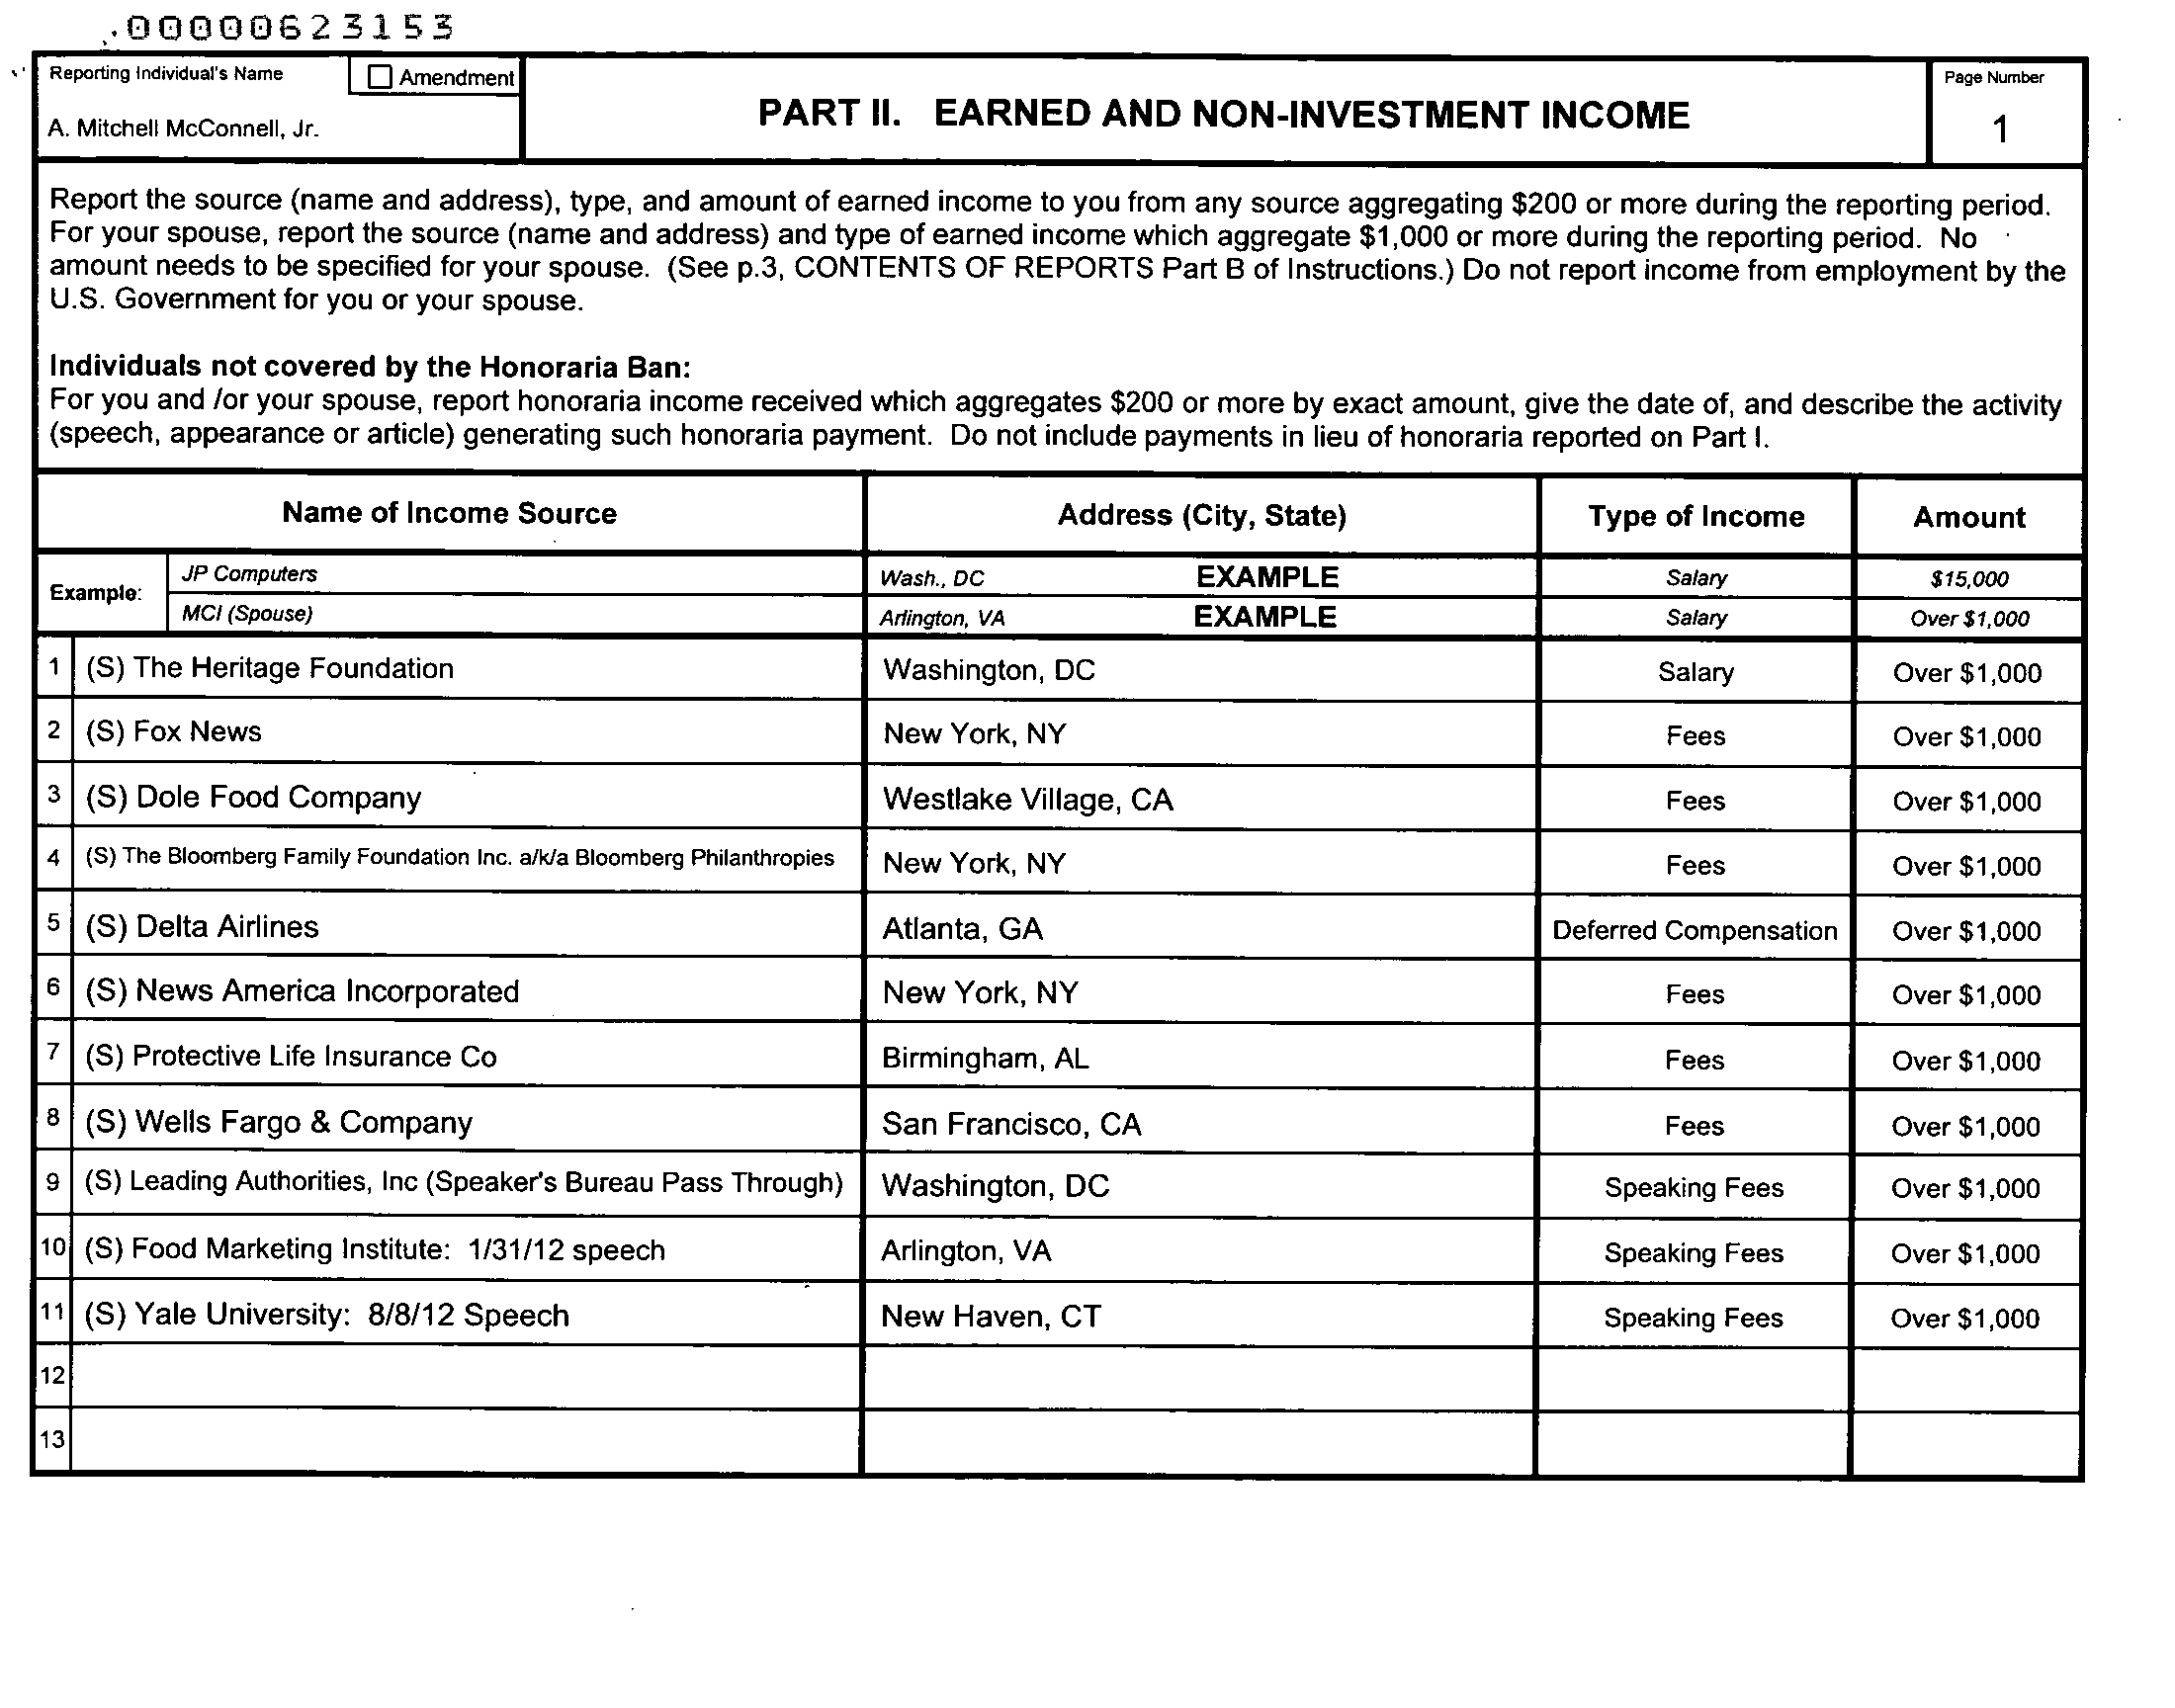 .00000623153
Reporting Individual's Name
Amendment
A. Mitchell McConnell, Jr.
PART II. EARNED AND NON-INVESTMENT INCOME
Page Number
1
Report the source (name and address), type, and amount of earned income to you from any source aggregating $200 or more during the reporting period.
For your spouse, report the source (name and address) and type of earned income which aggregate $1,000 or more during the reporting period. No
amount needs to be specified for your spouse. (See p.3, CONTENTS OF REPORTS Part B of Instructions.) Do not report income from employment by the
U.S. Government for you or your spouse.
Individuals not covered by the Honoraria Ban:
For you and /or your spouse, report honoraria income received which aggregates $200 or more by exact amount, give the date of, and describe the activity
(speech, appearance or article) generating such honoraria payment. Do not include payments in lieu of honoraria reported on Part I.
Name of Income Source Address (City, State) Type of Income Amount
Example:
JP Computers Wash., DC EXAMPLE Salary $15,000
MCI (Spouse) Arlington, VA EXAMPLE Salary Over $1,000
1 (S) The Heritage Foundation Washington, DC Salary Over $1,000
2 (S) Fox News New York, NY Fees Over $1,000
3 (S) Dole Food Company Westlake Village, CA Fees Over $1,000
4 (S) The Bloomberg Family Foundation Inc. a/k/a Bloomberg Philanthropies New York, NY Fees Over $1,000
5 (S) Delta Airlines Atlanta, GA Deferred Compensation Over $1,000
6 (S) News America Incorporated New York, NY Fees Over $1,000
7 (S) Protective Life Insurance Co Birmingham, AL Fees Over $1,000
8 (S) Wells Fargo & Company San Francisco, CA Fees Over $1,000
9 (S) Leading Authorities, Inc (Speaker's Bureau Pass Through) Washington, DC Speaking Fees Over $1,000
10 (S) Food Marketing Institute: 1/31/12 speech Arlington, VA Speaking Fees Over $1,000
11 (S) Yale University: 8/8/12 Speech New Haven, CT Speaking Fees Over $1,000
12
13